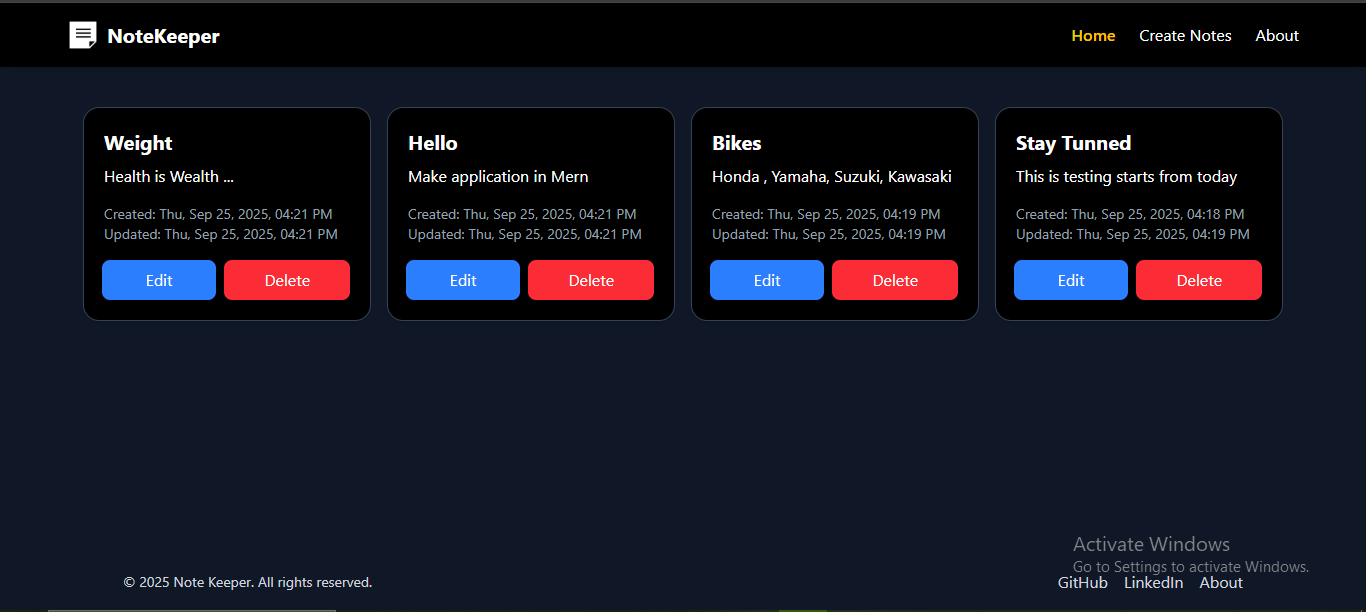 NoteKeeper
Home Create Notes About
Weight
Health is Wealth ...
Created: Thu, Sep 25, 2025, 04:21 PM
Updated: Thu, Sep 25, 2025, 04:21 PM
Edit Delete
Hello
Make application in Mern
Created: Thu, Sep 25, 2025, 04:21 PM
Updated: Thu, Sep 25, 2025, 04:21 PM
Edit Delete
Bikes
Honda , Yamaha, Suzuki, Kawasaki
Created: Thu, Sep 25, 2025, 04:19 PM
Updated: Thu, Sep 25, 2025, 04:19 PM
Edit Delete
Stay Tunned
This is testing starts from today
Created: Thu, Sep 25, 2025, 04:18 PM
Updated: Thu, Sep 25, 2025, 04:19 PM
Edit Delete
Activate Windows
Go to Settings to activate Windows.
© 2025 Note Keeper. All rights reserved.
GitHub LinkedIn About